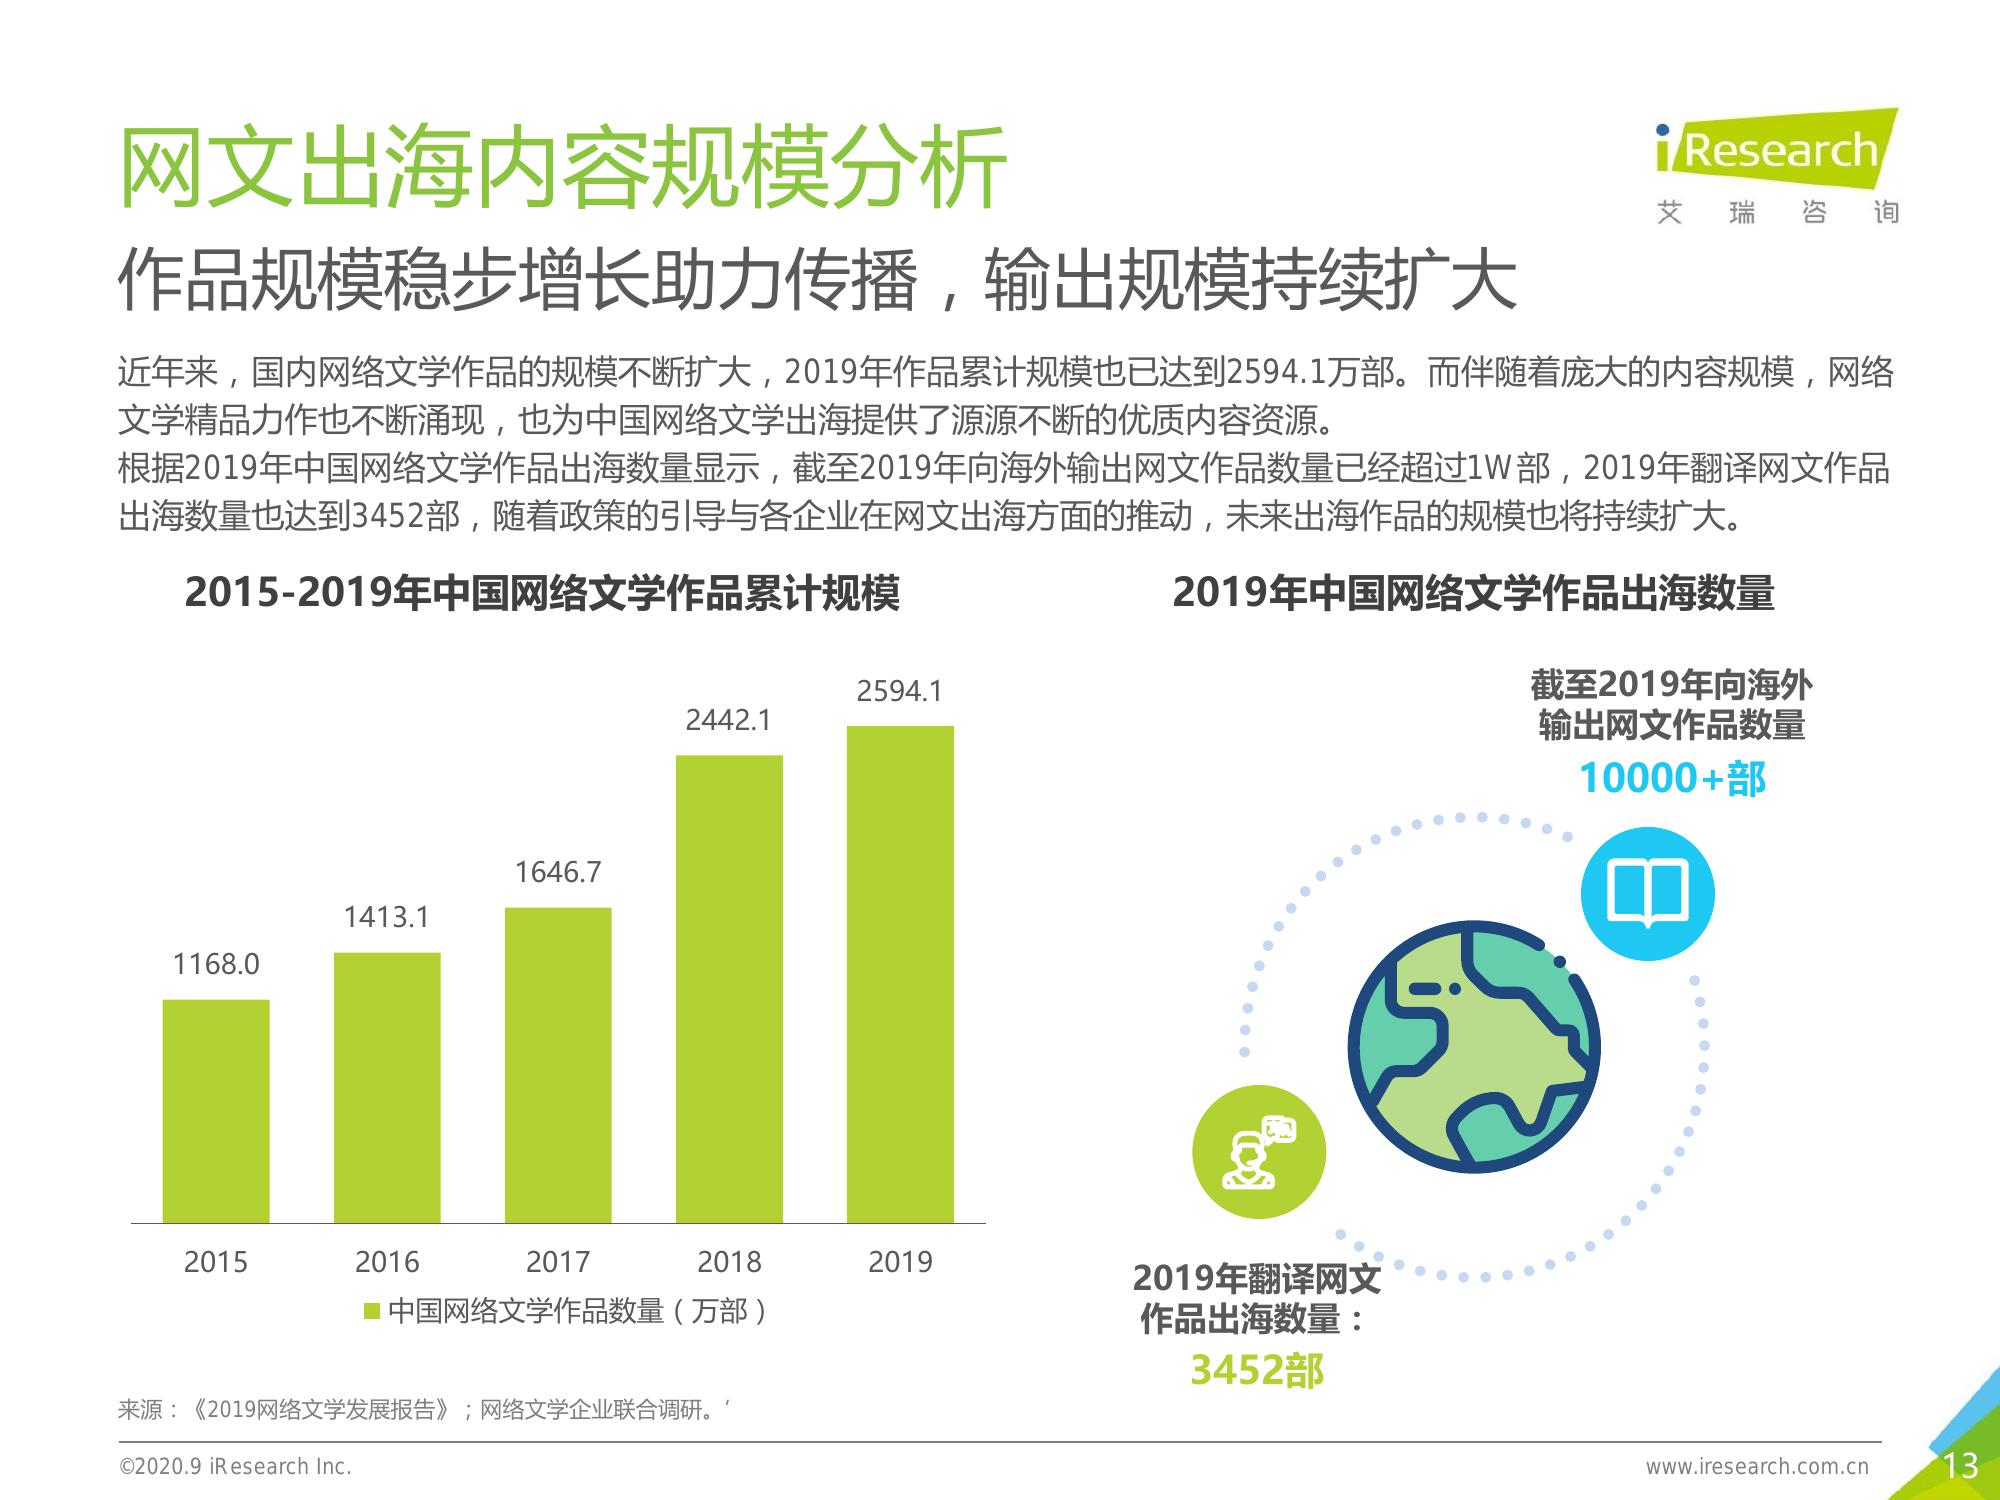 网文出海内容规模分析
iResearch
艾瑞咨询
作品规模稳步增长助力传播，输出规模持续扩大
近年来，国内网络文学作品的规模不断扩大，2019年作品累计规模也已达到2594.1万部。而伴随着庞大的内容规模，网络
文学精品力作也不断涌现，也为中国网络文学出海提供了源源不断的优质内容资源。
根据2019年中国网络文学作品出海数量显示，截至2019年向海外输出网文作品数量已经超过1W部，2019年翻译网文作品
出海数量也达到3452部，随着政策的引导与各企业在网文出海方面的推动，未来出海作品的规模也将持续扩大。
2015-2019年中国网络文学作品累计规模
1168.0
1413.1
1646.7
2442.1
2594.1
2015
2016
2017
2018
2019
中国网络文学作品数量（万部）
2019年中国网络文学作品出海数量
截至2019年向海外
输出网文作品数量
10000+部
2019年翻译网文
作品出海数量：
3452部
来源：《2019网络文学发展报告》；网络文学企业联合调研。’
©2020.9 iResearch Inc.
www.iresearch.com.cn
13